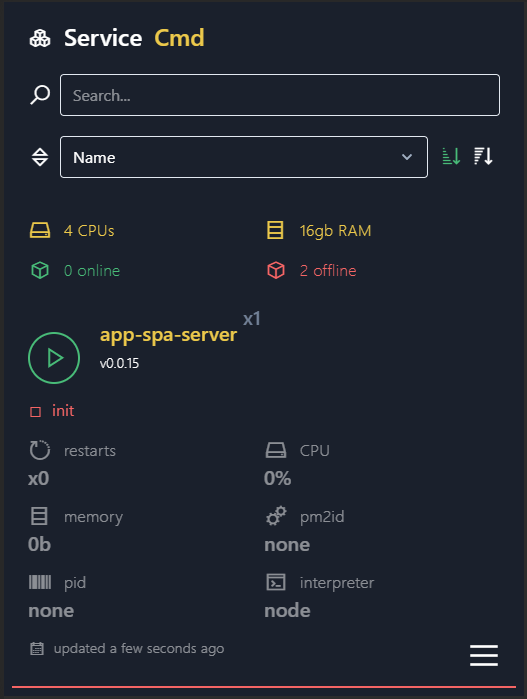 Service Cmd
Search...
Name
4 CPUs
16gb RAM
0 online
2 offline
app-spa-server x1
v0.0.15
init
restarts
x0
CPU
0%
memory
0b
pm2id
none
pid
none
interpreter
node
updated a few seconds ago